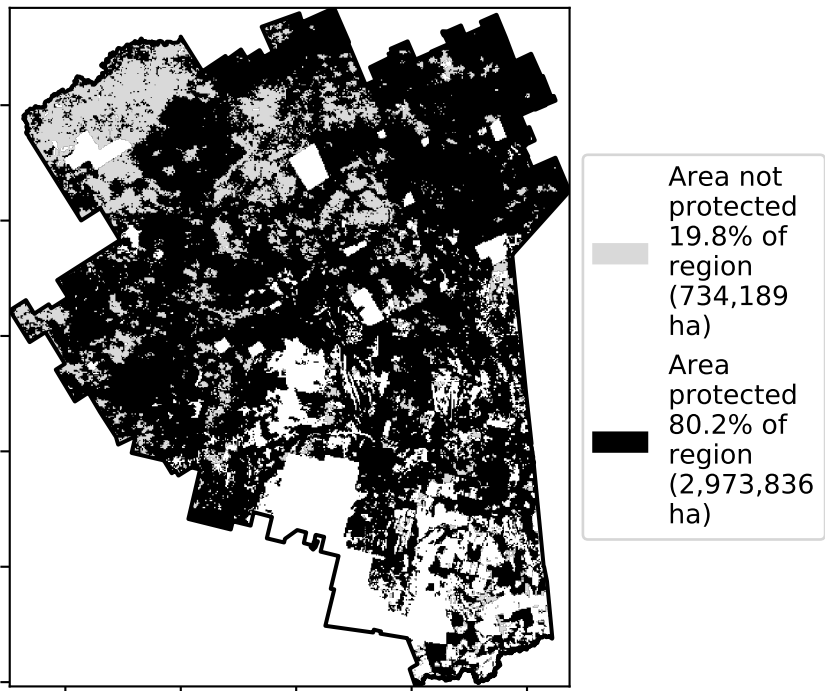 Area not
protected
19.8% of
region
(734,189
ha)
Area
protected
80.2% of
region
(2,973,836
ha)